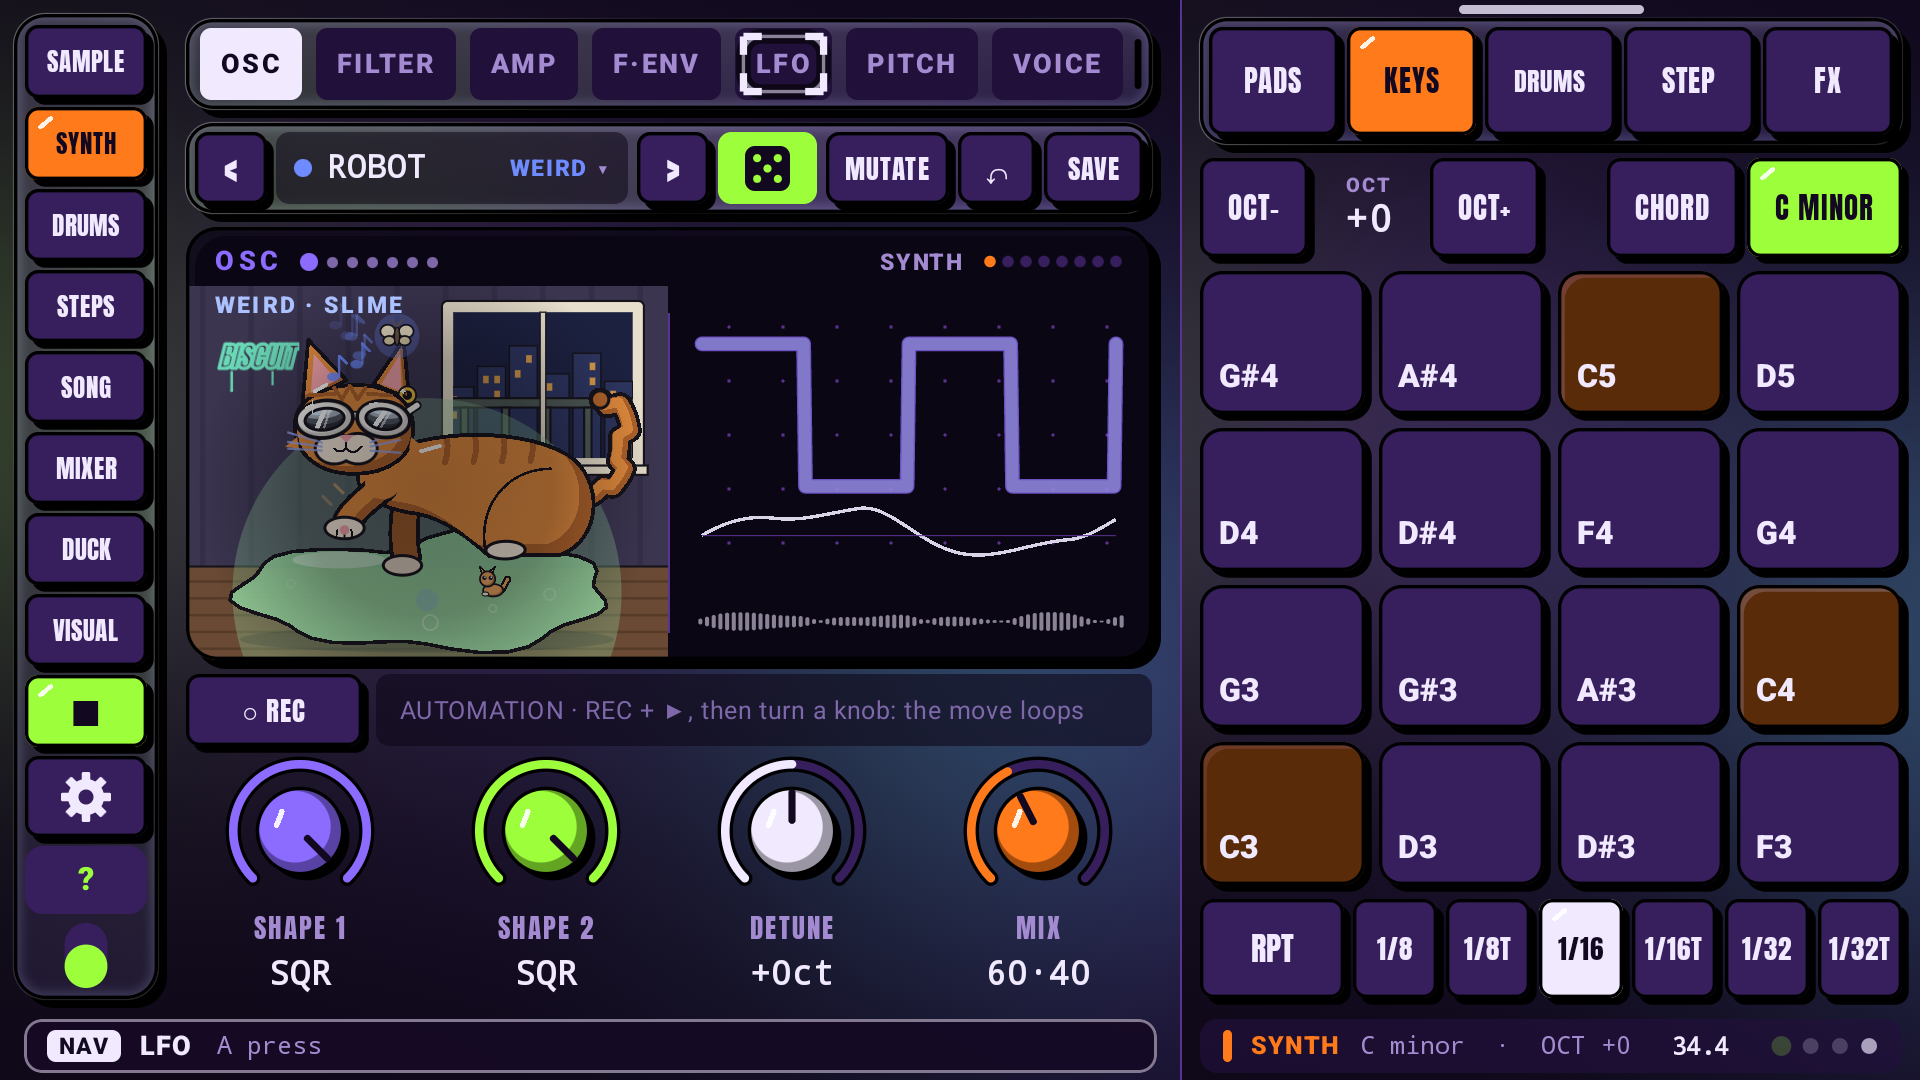 SAMPLE
SYNTH
DRUMS
STEPS
SONG
MIXER
DUCK
VISUAL
?
OSC FILTER AMP F·ENV LFO PITCH VOICE
< ROBOT WEIRD ▾ > MUTATE SAVE
OSC SYNTH
WEIRD · SLIME
BISCUIT
○ REC AUTOMATION · REC + ►, then turn a knob: the move loops
SHAPE 1 SHAPE 2 DETUNE MIX
SQR SQR +0ct 60·40
NAV LFO A press
PADS KEYS DRUMS STEP FX
OCT- OCT +0 OCT+ CHORD C MINOR
G#4 A#4 C5 D5
D4 D#4 F4 G4
G3 G#3 A#3 C4
C3 D3 D#3 F3
RPT 1/8 1/8T 1/16 1/16T 1/32 1/32T
SYNTH C minor · OCT +0 34.4